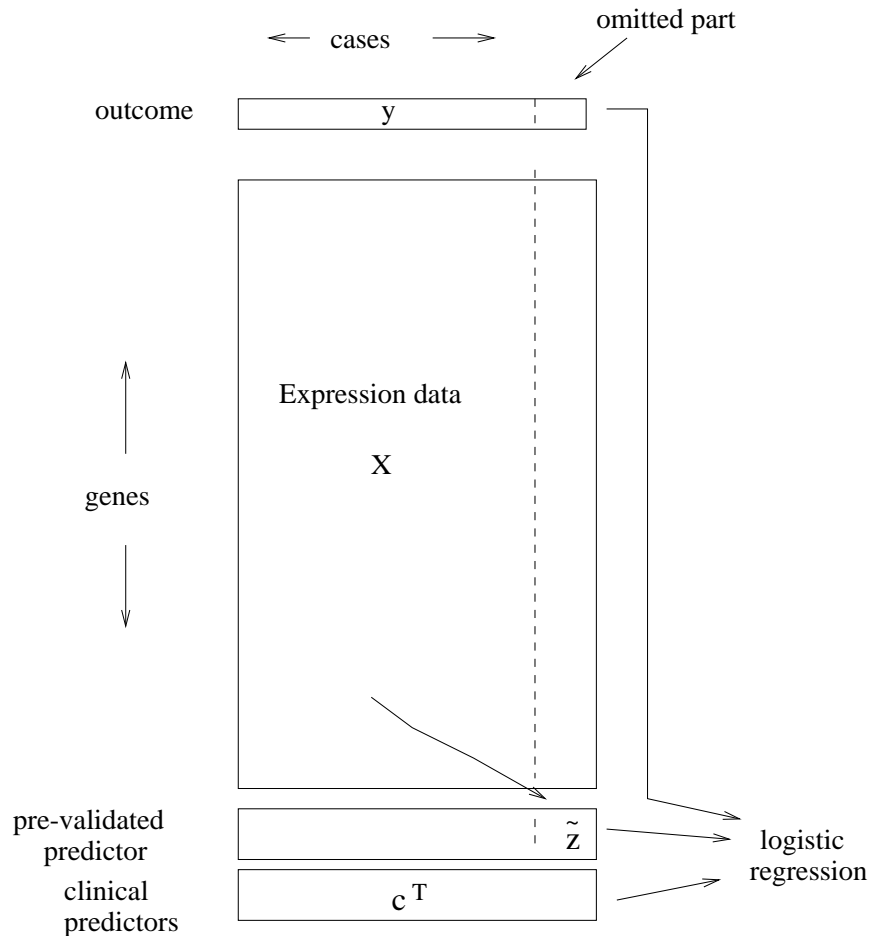 omitted part
cases
outcome
y
Expression data
X
genes
pre-validated
predictor
z̃
logistic
regression
clinical
predictors
c T